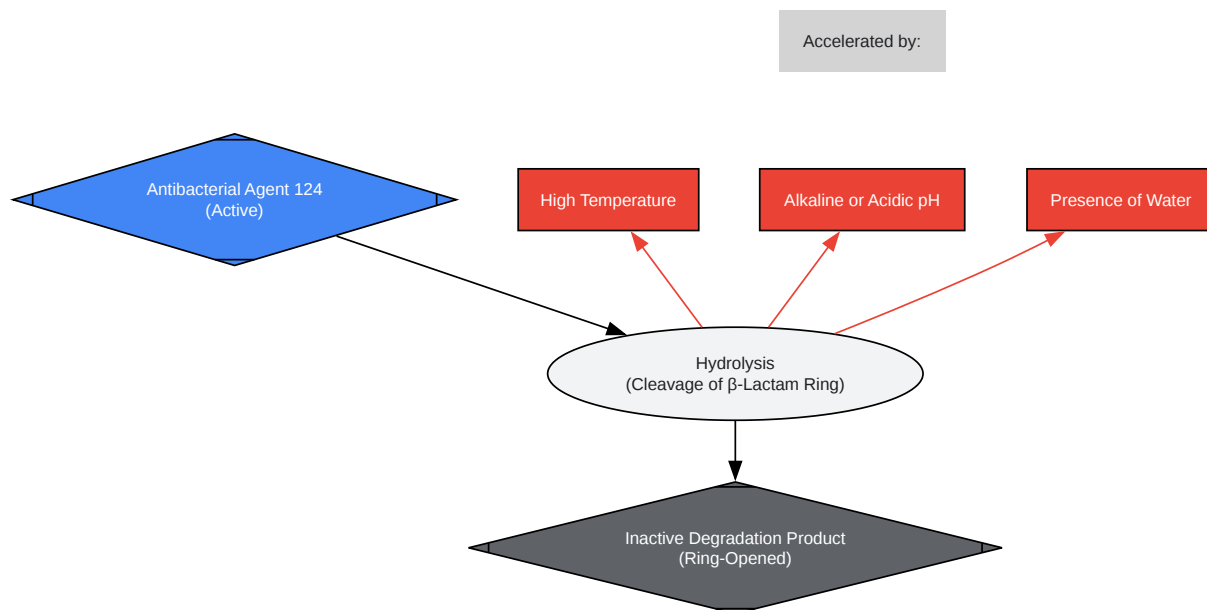 Accelerated by:
Antibacterial Agent 124
(Active)
High Temperature
Alkaline or Acidic pH
Presence of Water
Hydrolysis
(Cleavage of β-Lactam Ring)
Inactive Degradation Product
(Ring-Opened)